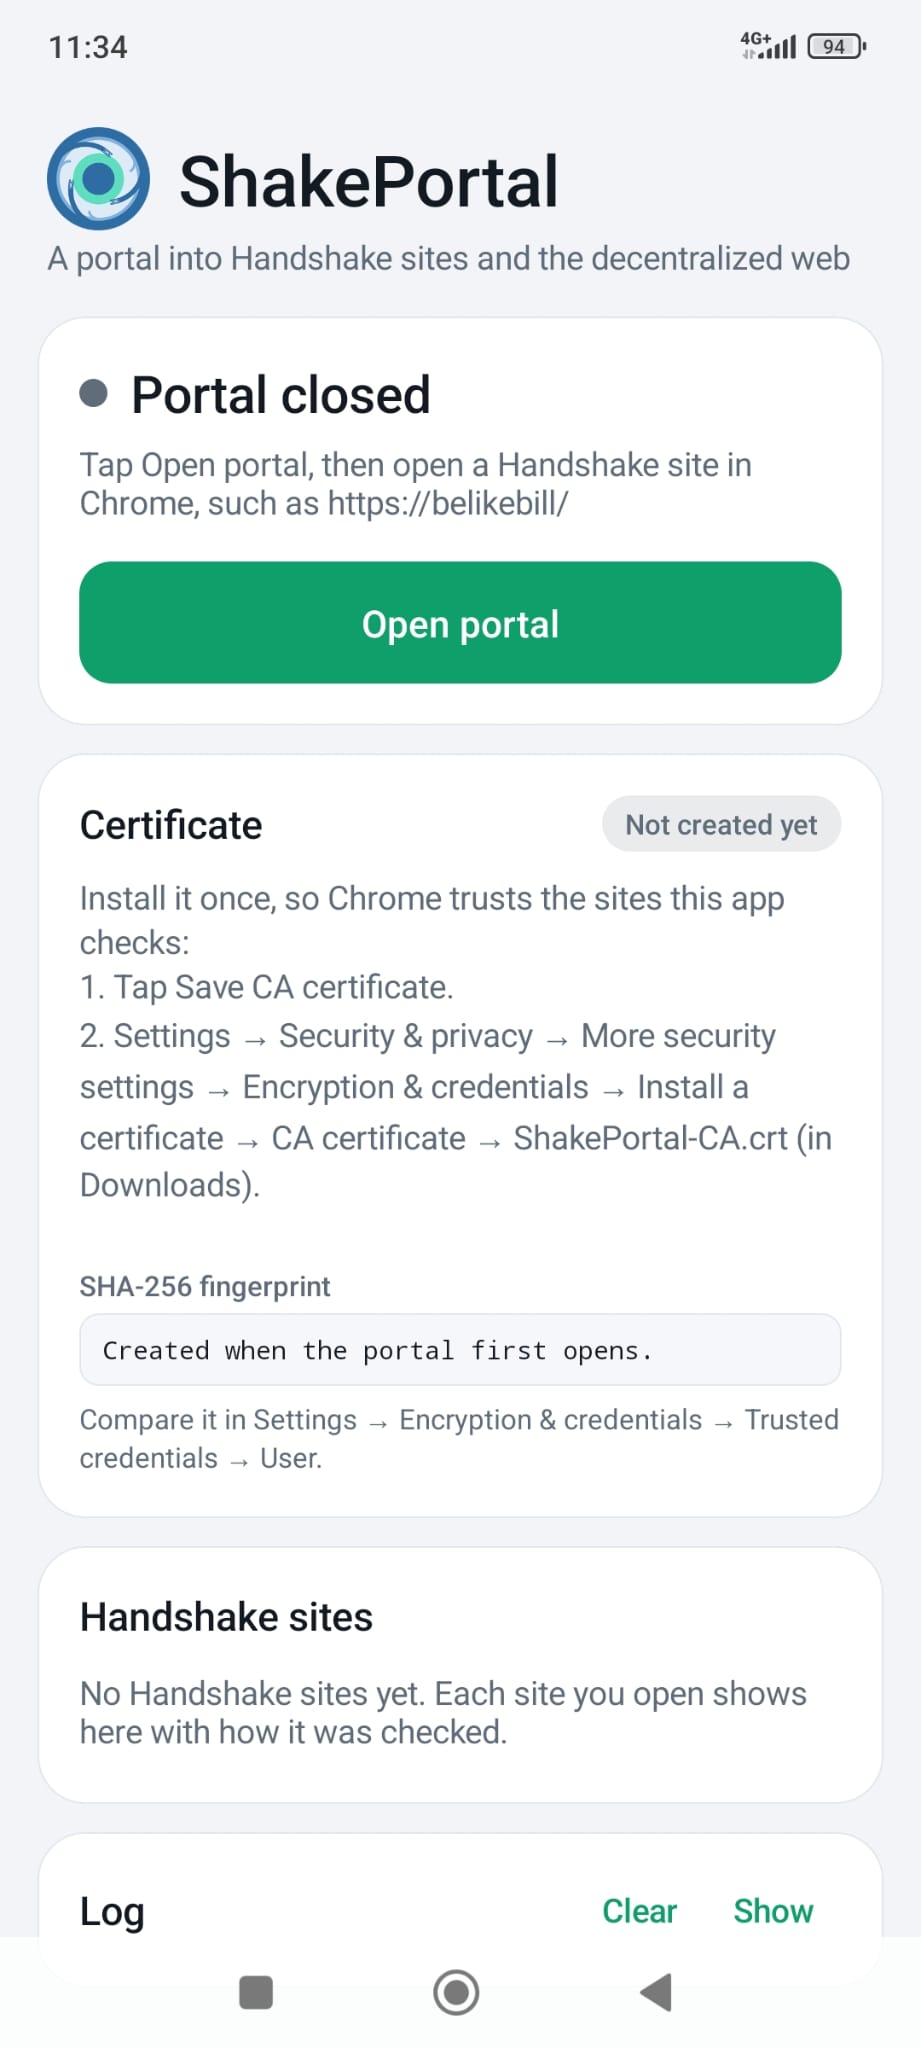 11:34
4G+
94
ShakePortal
A portal into Handshake sites and the decentralized web
Portal closed
Tap Open portal, then open a Handshake site in
Chrome, such as https://belikebill/
Open portal
Certificate
Not created yet
Install it once, so Chrome trusts the sites this app
checks:
1. Tap Save CA certificate.
2. Settings → Security & privacy → More security
settings → Encryption & credentials → Install a
certificate → CA certificate → ShakePortal-CA.crt (in
Downloads).
SHA-256 fingerprint
Created when the portal first opens.
Compare it in Settings → Encryption & credentials → Trusted
credentials → User.
Handshake sites
No Handshake sites yet. Each site you open shows
here with how it was checked.
Log
Clear
Show